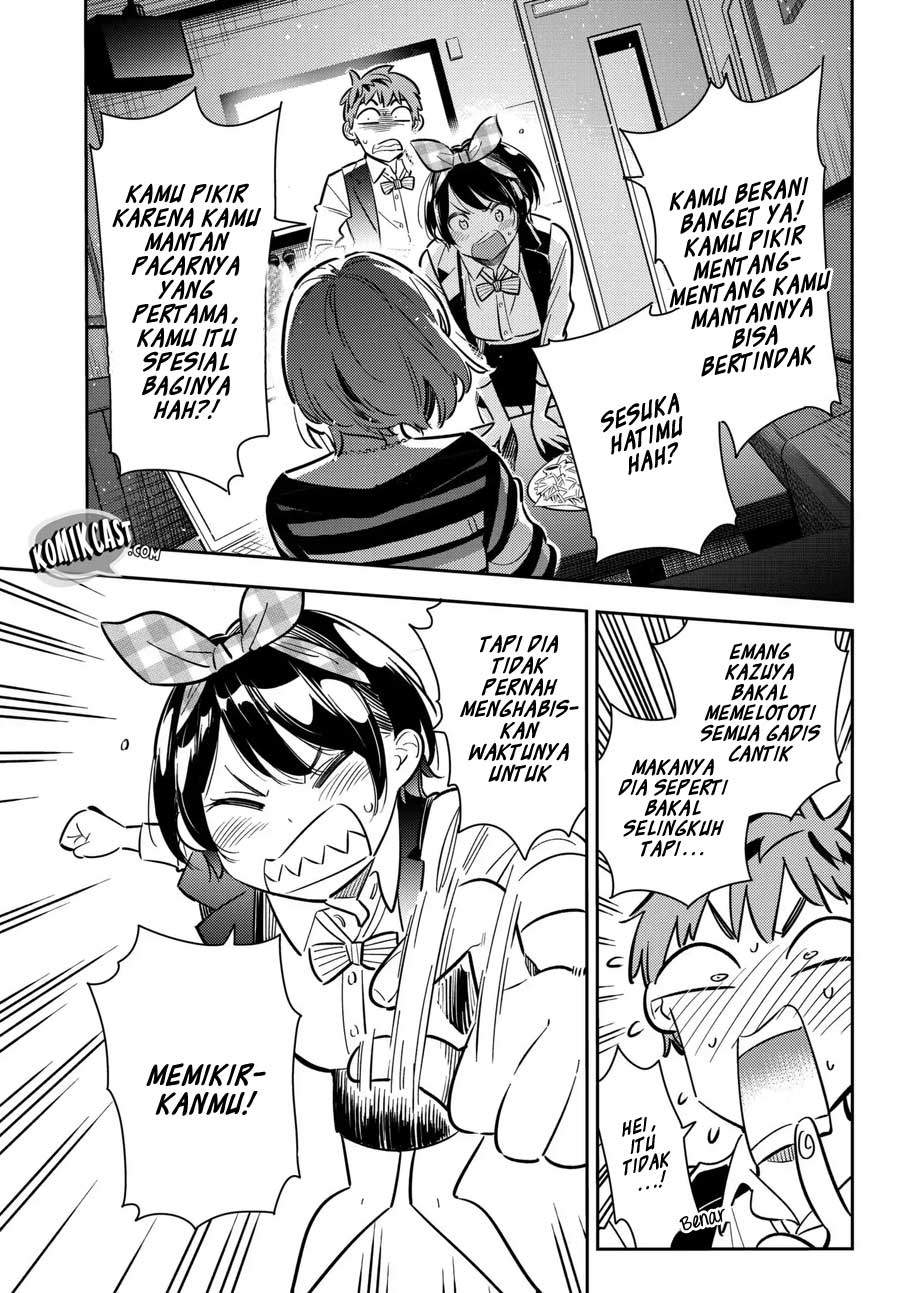 KAMU BERANI
BANGET YA!
KAMU PIKIR
MENTANG-
MENTANG KAMU
MANTANNYA
BISA
BERTINDAK
SESUKA
HATIMU
HAH?
KAMU PIKIR
KARENA KAMU
MANTAN
PACARNYA
YANG
PERTAMA,
KAMU ITU
SPESIAL
BAGINYA
HAH?!
KOMIKCAST
.COM
EMANG
KAZUYA
BAKAL
MEMELOTOTI
SEMUA GADIS
CANTIK
MAKANYA
DIA SEPERTI
BAKAL
SELINGKUH
TAPI...
HEI,
ITU
TIDAK
...!
Benar
TAPI DIA
TIDAK
PERNAH
MENGHABIS-
KAN
WAKTUNYA
UNTUK
MEMIKIR-
KANMU!